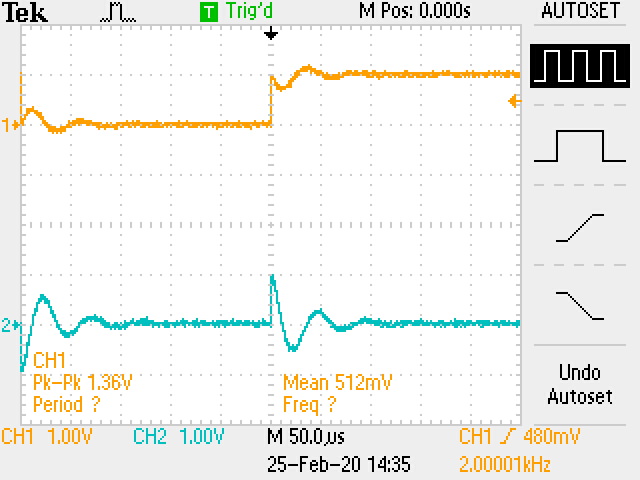 Tek T Trig'd M Pos: 0.000s AUTOSET
1
2
CH1
Pk-Pk 1.36V Mean 512mV
Period ? Freq ?
Undo
Autoset
CH1 1.00V CH2 1.00V M 50.0µs CH1 480mV
25-Feb-20 14:35 2.00001kHz